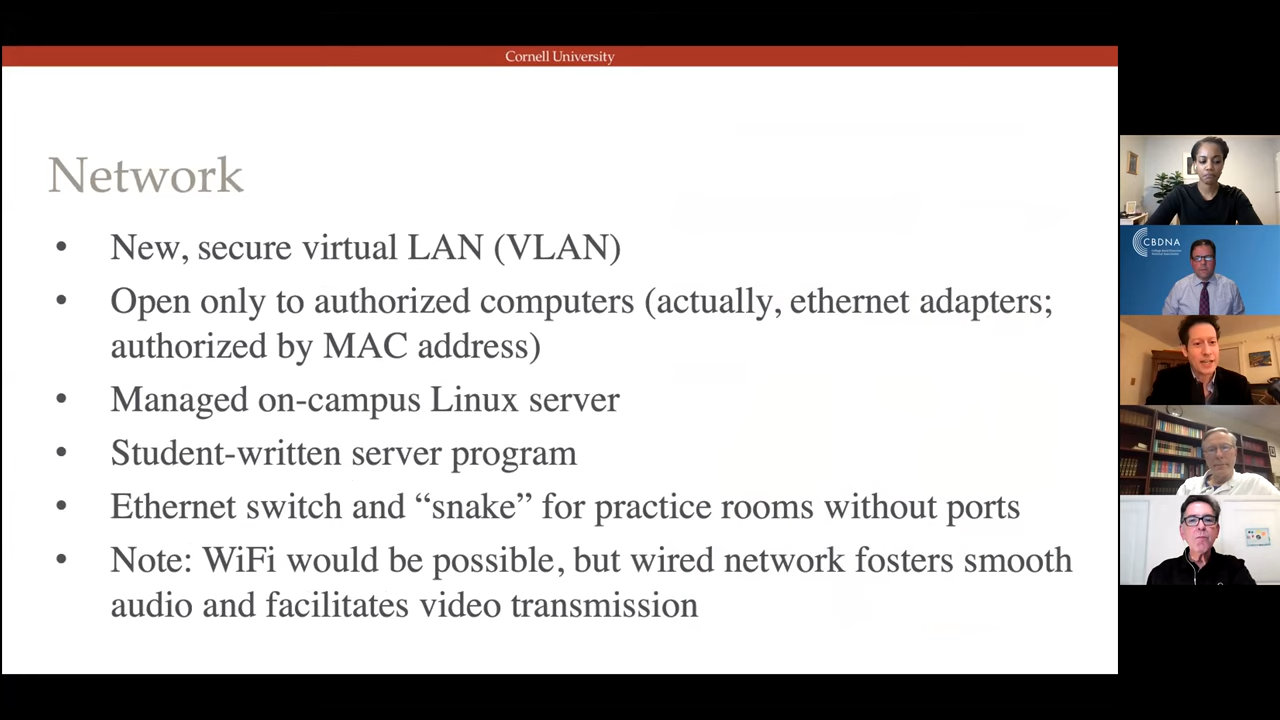 Cornell University
Network
• New, secure virtual LAN (VLAN)
• Open only to authorized computers (actually, ethernet adapters;
authorized by MAC address)
• Managed on-campus Linux server
• Student-written server program
• Ethernet switch and “snake” for practice rooms without ports
• Note: WiFi would be possible, but wired network fosters smooth
audio and facilitates video transmission
CBDNA